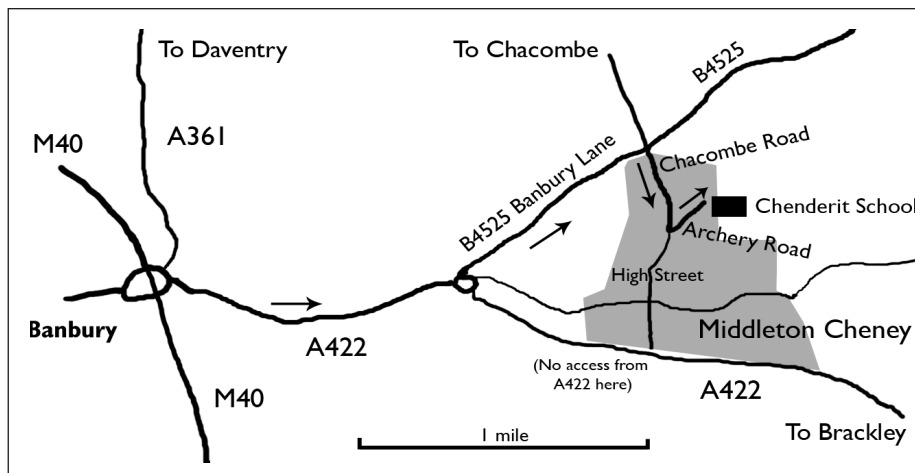 To Daventry
To Chacombe
B4525
M40
A361
B4525 Banbury Lane
Chacombe Road
Chenderit School
Archery Road
High Street
Banbury
A422
Middleton Cheney
(No access from
A422 here)
A422
M40
1 mile
To Brackley